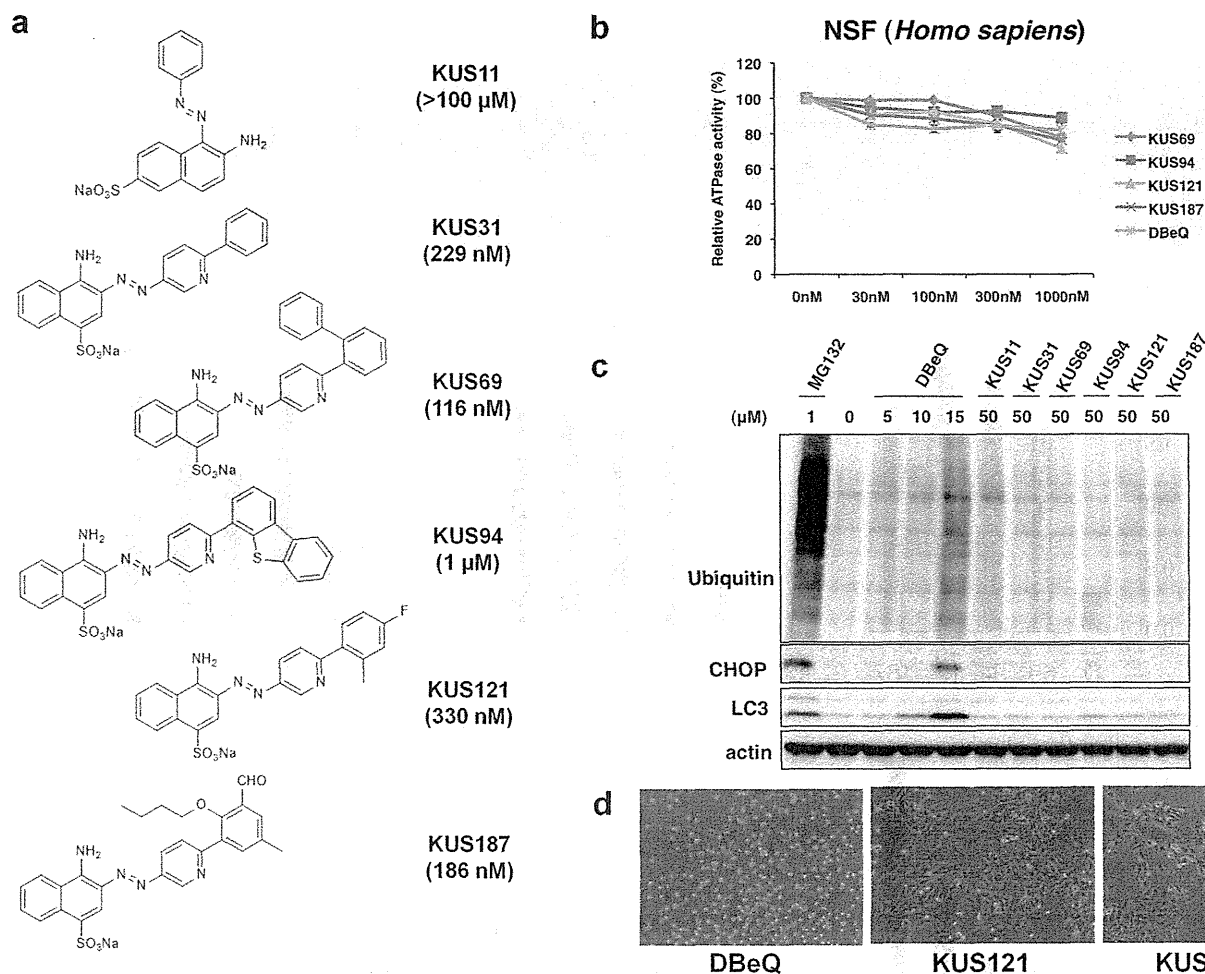 a
KUS11
(>100 µM)
N
N
NH₂
NaO₃S
KUS31
(229 nM)
NH₂
N
N
N
SO₃Na
KUS69
(116 nM)
NH₂
N
N
N
SO₃Na
KUS94
(1 µM)
NH₂
N
N
N
S
SO₃Na
KUS121
(330 nM)
F
NH₂
N
N
N
SO₃Na
KUS187
(186 nM)
CHO
O
NH₂
N
N
N
SO₃Na
b
NSF (Homo sapiens)
Relative ATPase activity (%)
120
100
80
60
40
20
0
0nM 30nM 100nM 300nM 1000nM
KUS69
KUS94
KUS121
KUS187
DBeQ
c
MG132 DBeQ KUS11 KUS31 KUS69 KUS94 KUS121 KUS187
(µM) 1 0 5 10 15 50 50 50 50 50 50
Ubiquitin
CHOP
LC3
actin
d
DBeQ KUS121 KUS